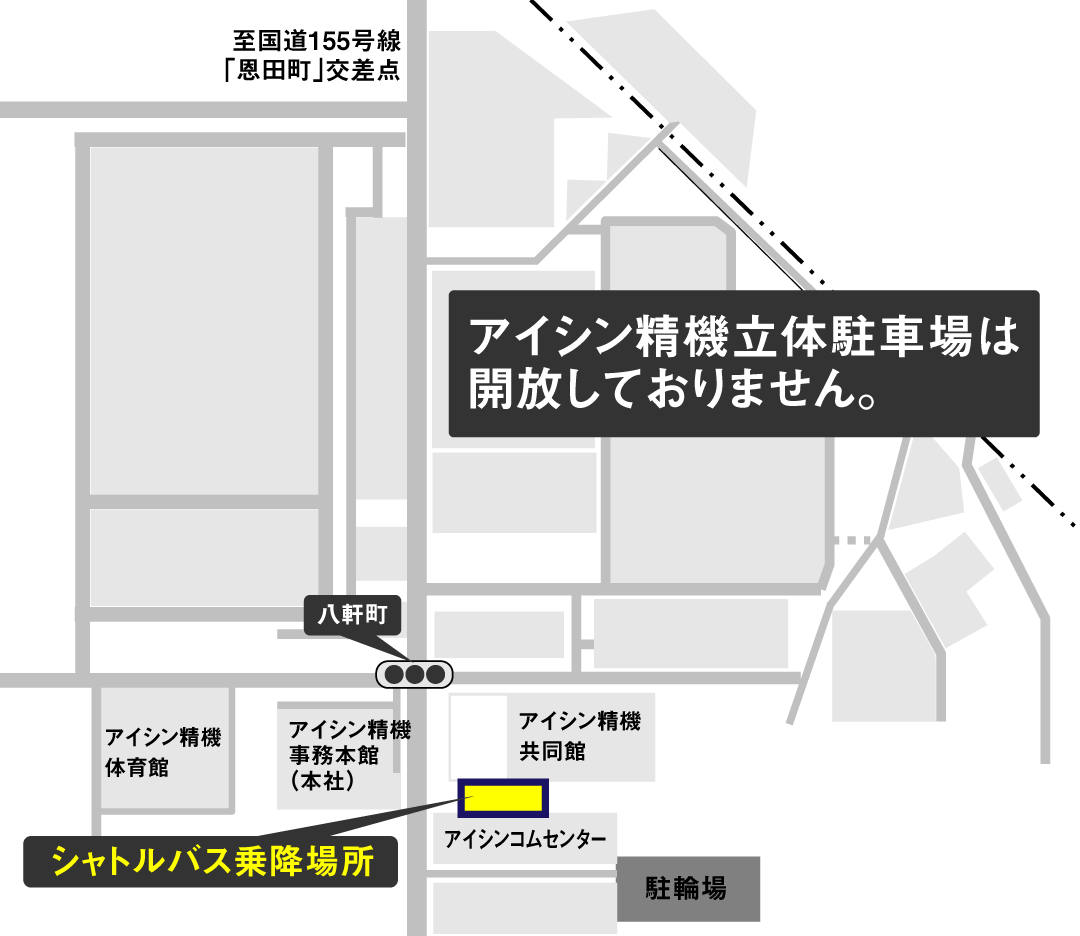 至国道155号線
「恩田町」交差点
アイシン精機立体駐車場は
開放しておりません。
八軒町
アイシン精機
体育館
アイシン精機
事務本館
（本社）
アイシン精機
共同館
アイシンコムセンター
シャトルバス乗降場所
駐輪場